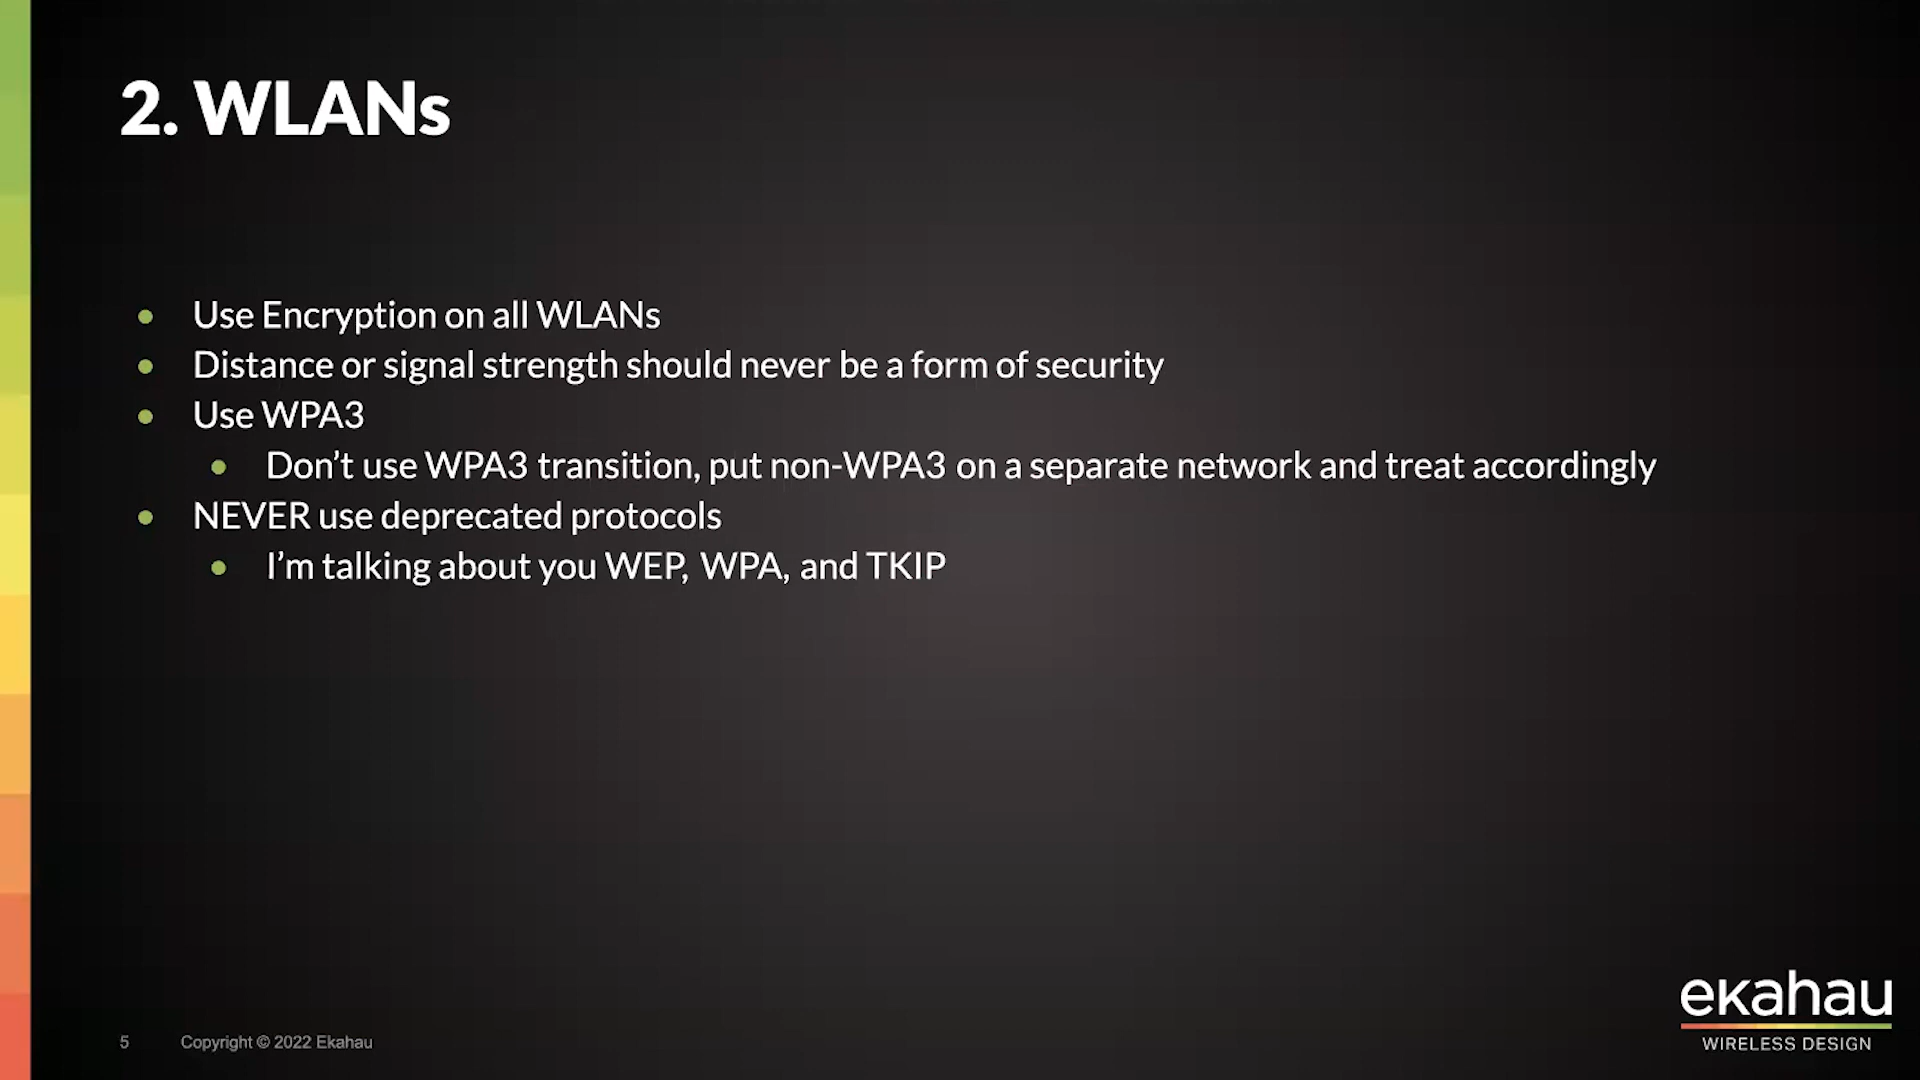 2. WLANs
Use Encryption on all WLANs
Distance or signal strength should never be a form of security
Use WPA3
Don’t use WPA3 transition, put non-WPA3 on a separate network and treat accordingly
NEVER use deprecated protocols
I’m talking about you WEP, WPA, and TKIP
5 Copyright © 2022 Ekahau
ekahau
WIRELESS DESIGN